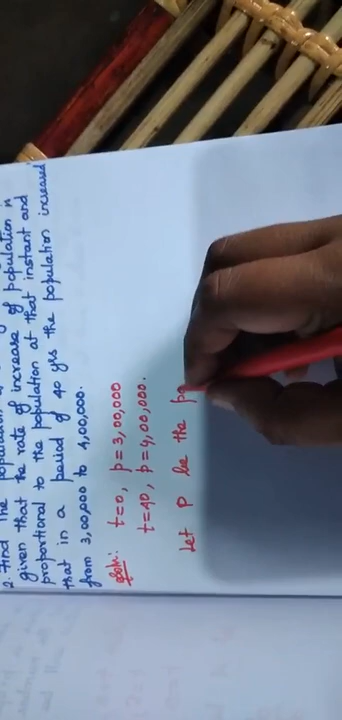 2. Find the population
given that the rate of increase of population is
proportional to the population at that instant and
that in a period of 40 yrs the population increased
from 3,00,000 to 4,00,000.
Soln: t=0, p=3,00,000
t=40, p=4,00,000.
Let P be the po